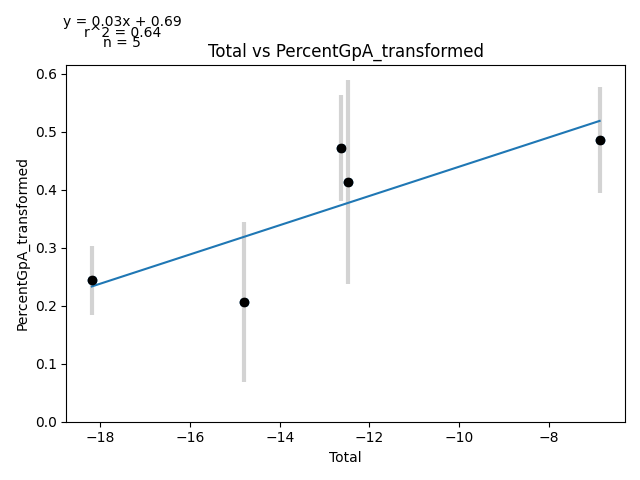 y = 0.03x + 0.69
r^2 = 0.64
n = 5
Total vs PercentGpA_transformed
0.6
0.5
0.4
0.3
0.2
0.1
0.0
PercentGpA_transformed
−18
−16
−14
−12
−10
−8
Total